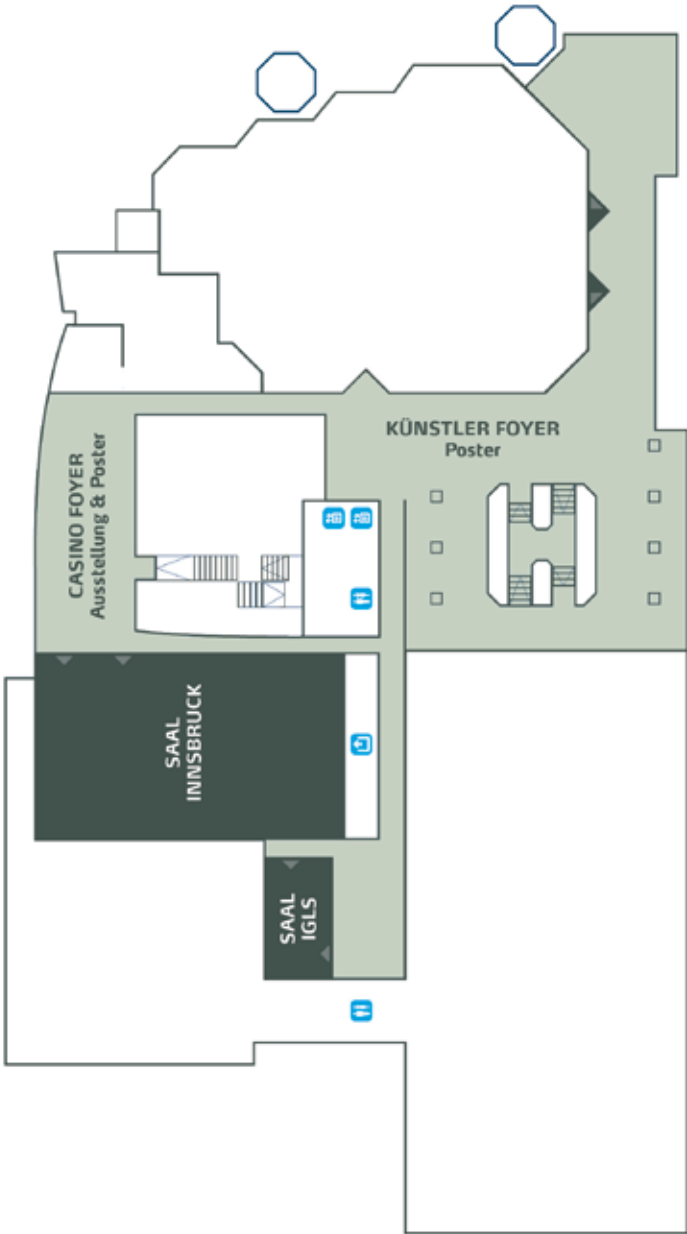 KÜNSTLER FOYER
Poster
CASINO FOYER
Ausstellung & Poster
SAAL
INNSBRUCK
SAAL
IGLS